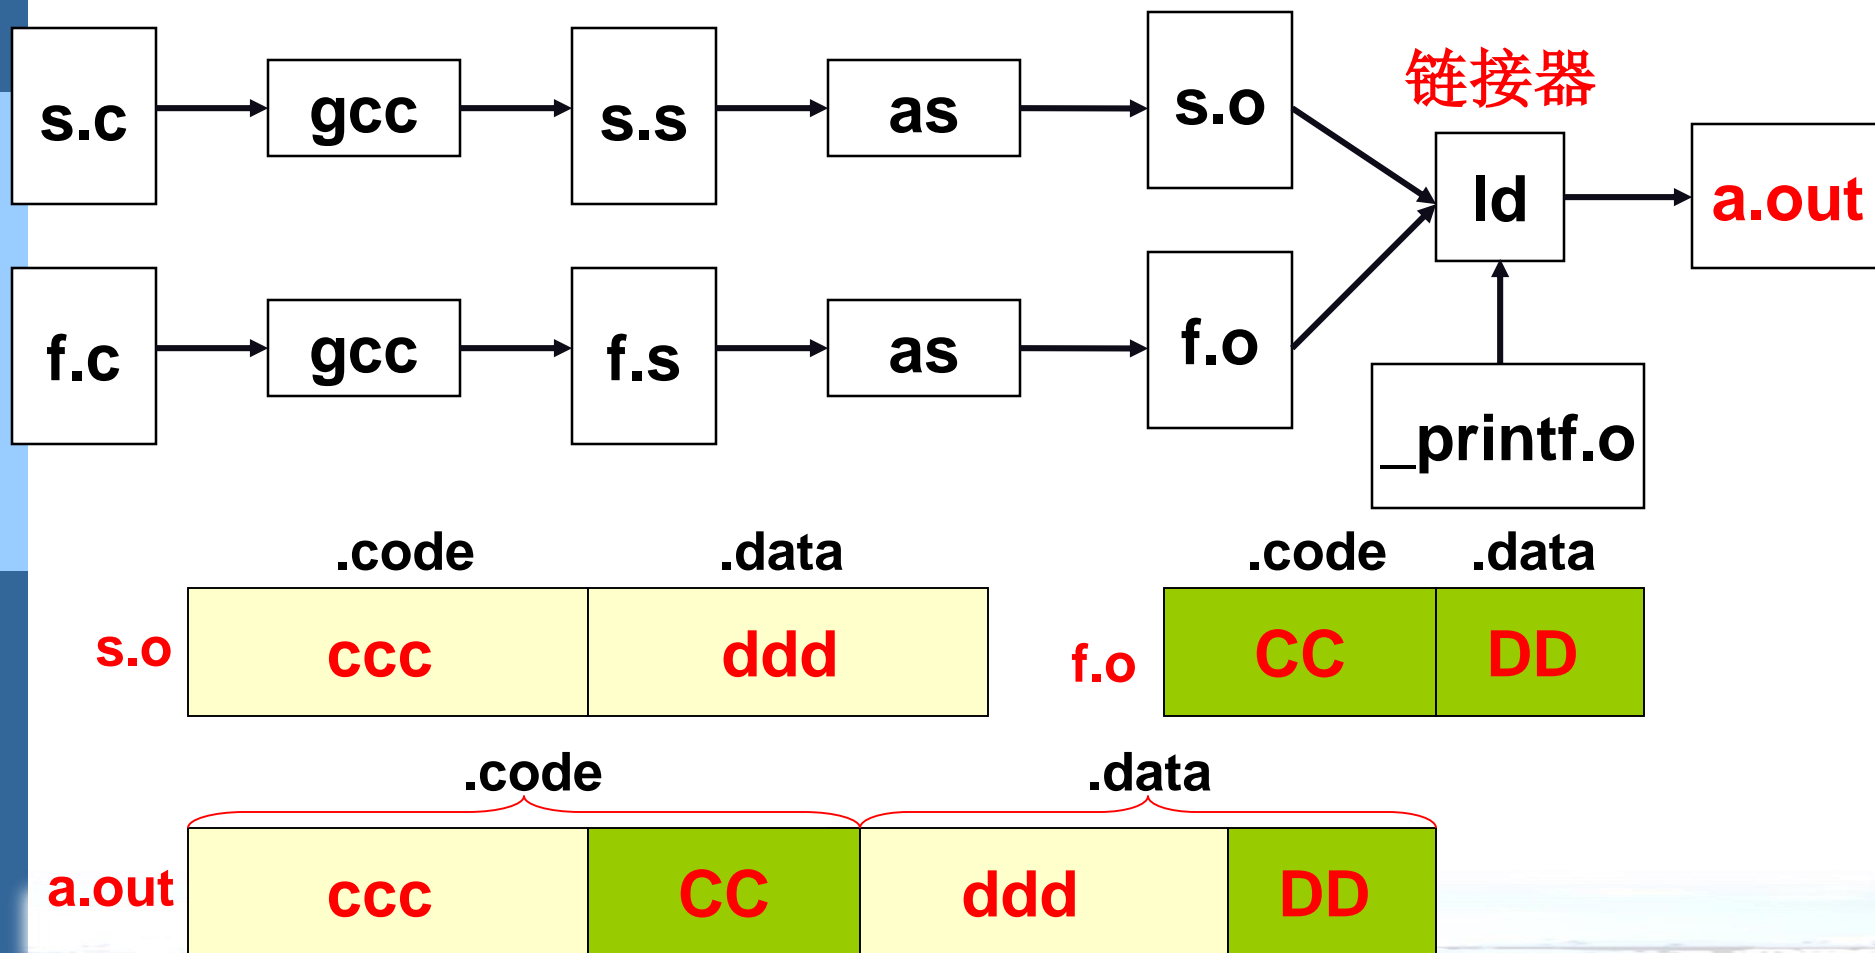 s.c gcc s.s as s.o
链接器
ld a.out
f.c gcc f.s as f.o
_printf.o
.code .data .code .data
s.o ccc ddd f.o CC DD
.code .data
a.out ccc CC ddd DD